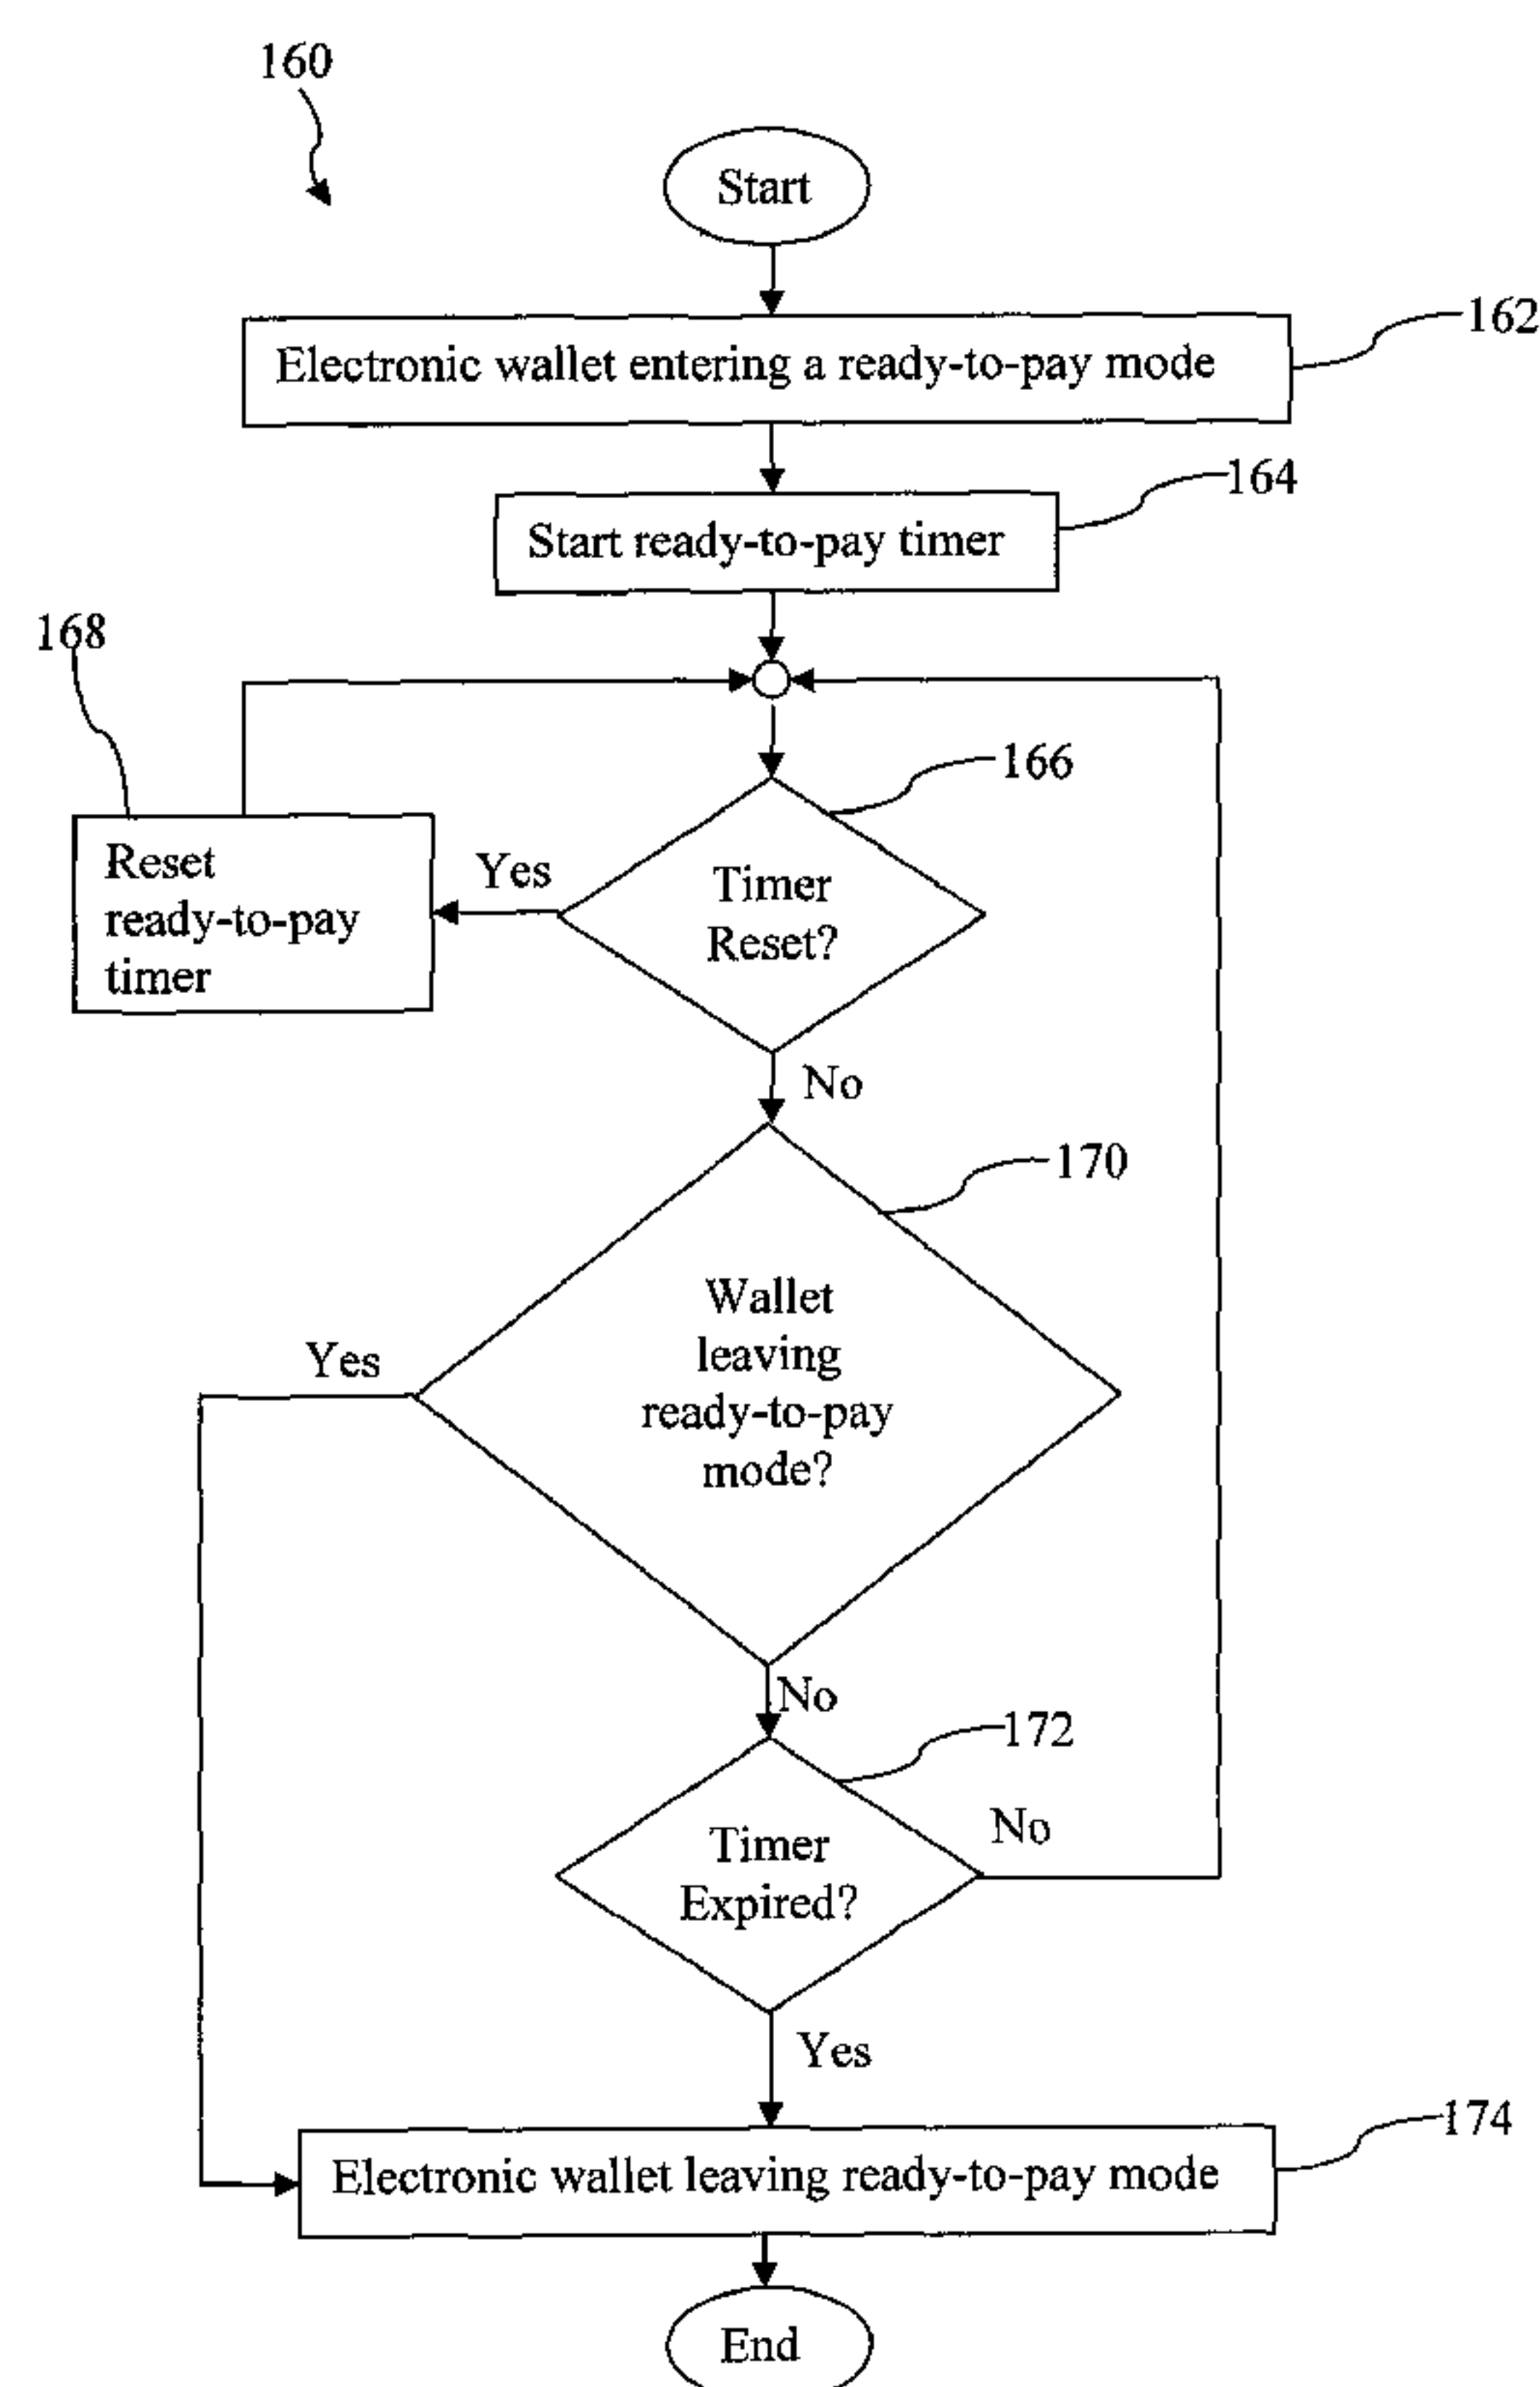 160
Start
162
Electronic wallet entering a ready-to-pay mode
164
Start ready-to-pay timer
168
166
Reset
ready-to-pay
timer
Yes
Timer
Reset?
No
170
Wallet
leaving
ready-to-pay
mode?
Yes
No
172
Timer
Expired?
No
Yes
174
Electronic wallet leaving ready-to-pay mode
End